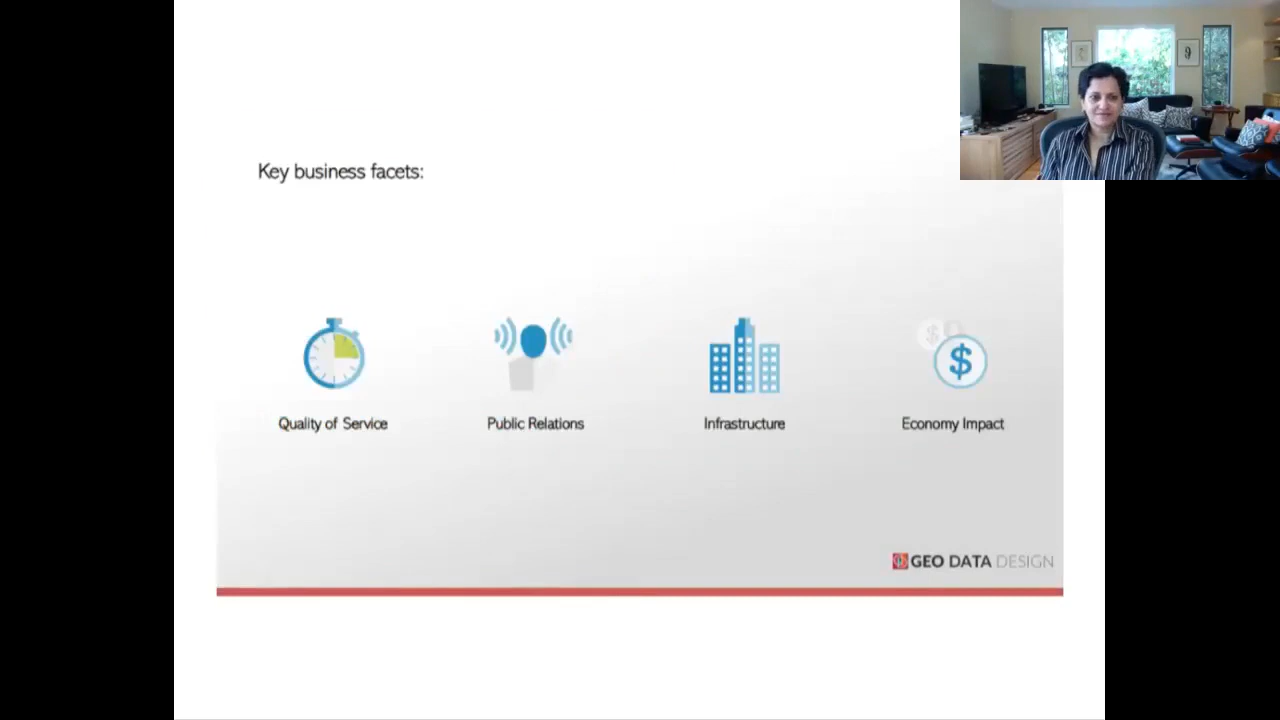 Key business facets:
Quality of Service
Public Relations
Infrastructure
Economy Impact
GEO DATA DESIGN